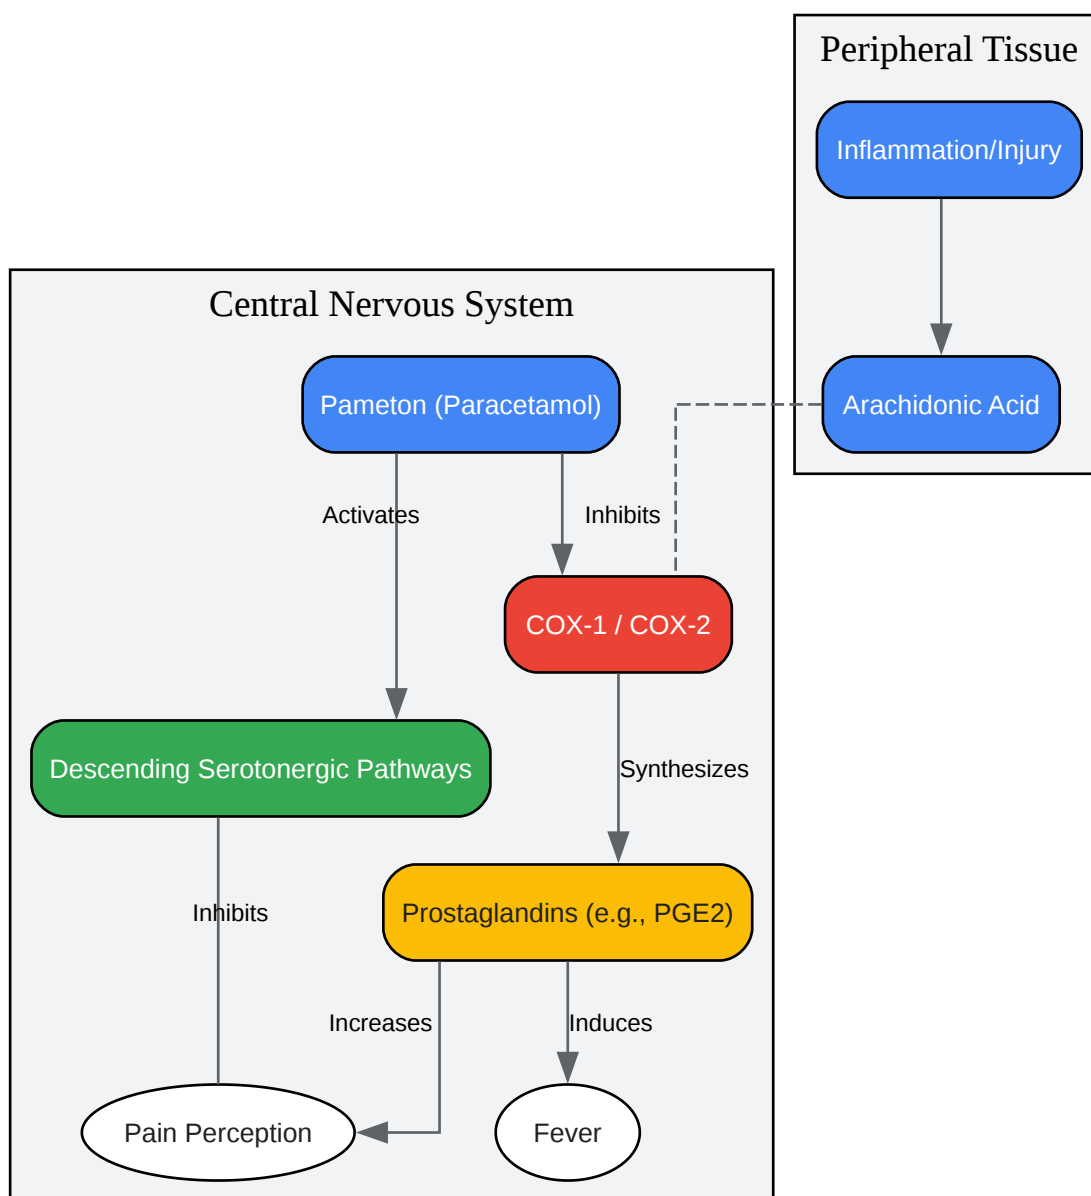 Peripheral Tissue
Inflammation/Injury
Central Nervous System
Pameton (Paracetamol)
Arachidonic Acid
Activates
Inhibits
COX-1 / COX-2
Descending Serotonergic Pathways
Synthesizes
Inhibits
Prostaglandins (e.g., PGE2)
Increases
Induces
Pain Perception
Fever